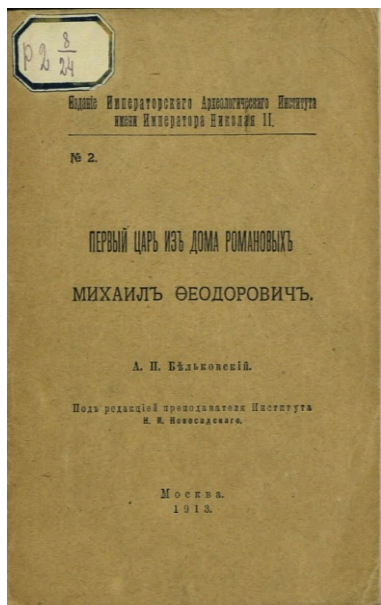 Р2 8/24
Изданіе Императорскаго Археологическаго Института
имени Императора Николая II.
№ 2.
ПЕРВЫЙ ЦАРЬ ИЗЪ ДОМА РОМАНОВЫХЪ
МИХАИЛЪ ѲЕОДОРОВИЧЪ.
А. П. Бѣльковскій.
Подъ редакціей преподавателя Института
Н. И. Новосадскаго.
Москва.
1913.